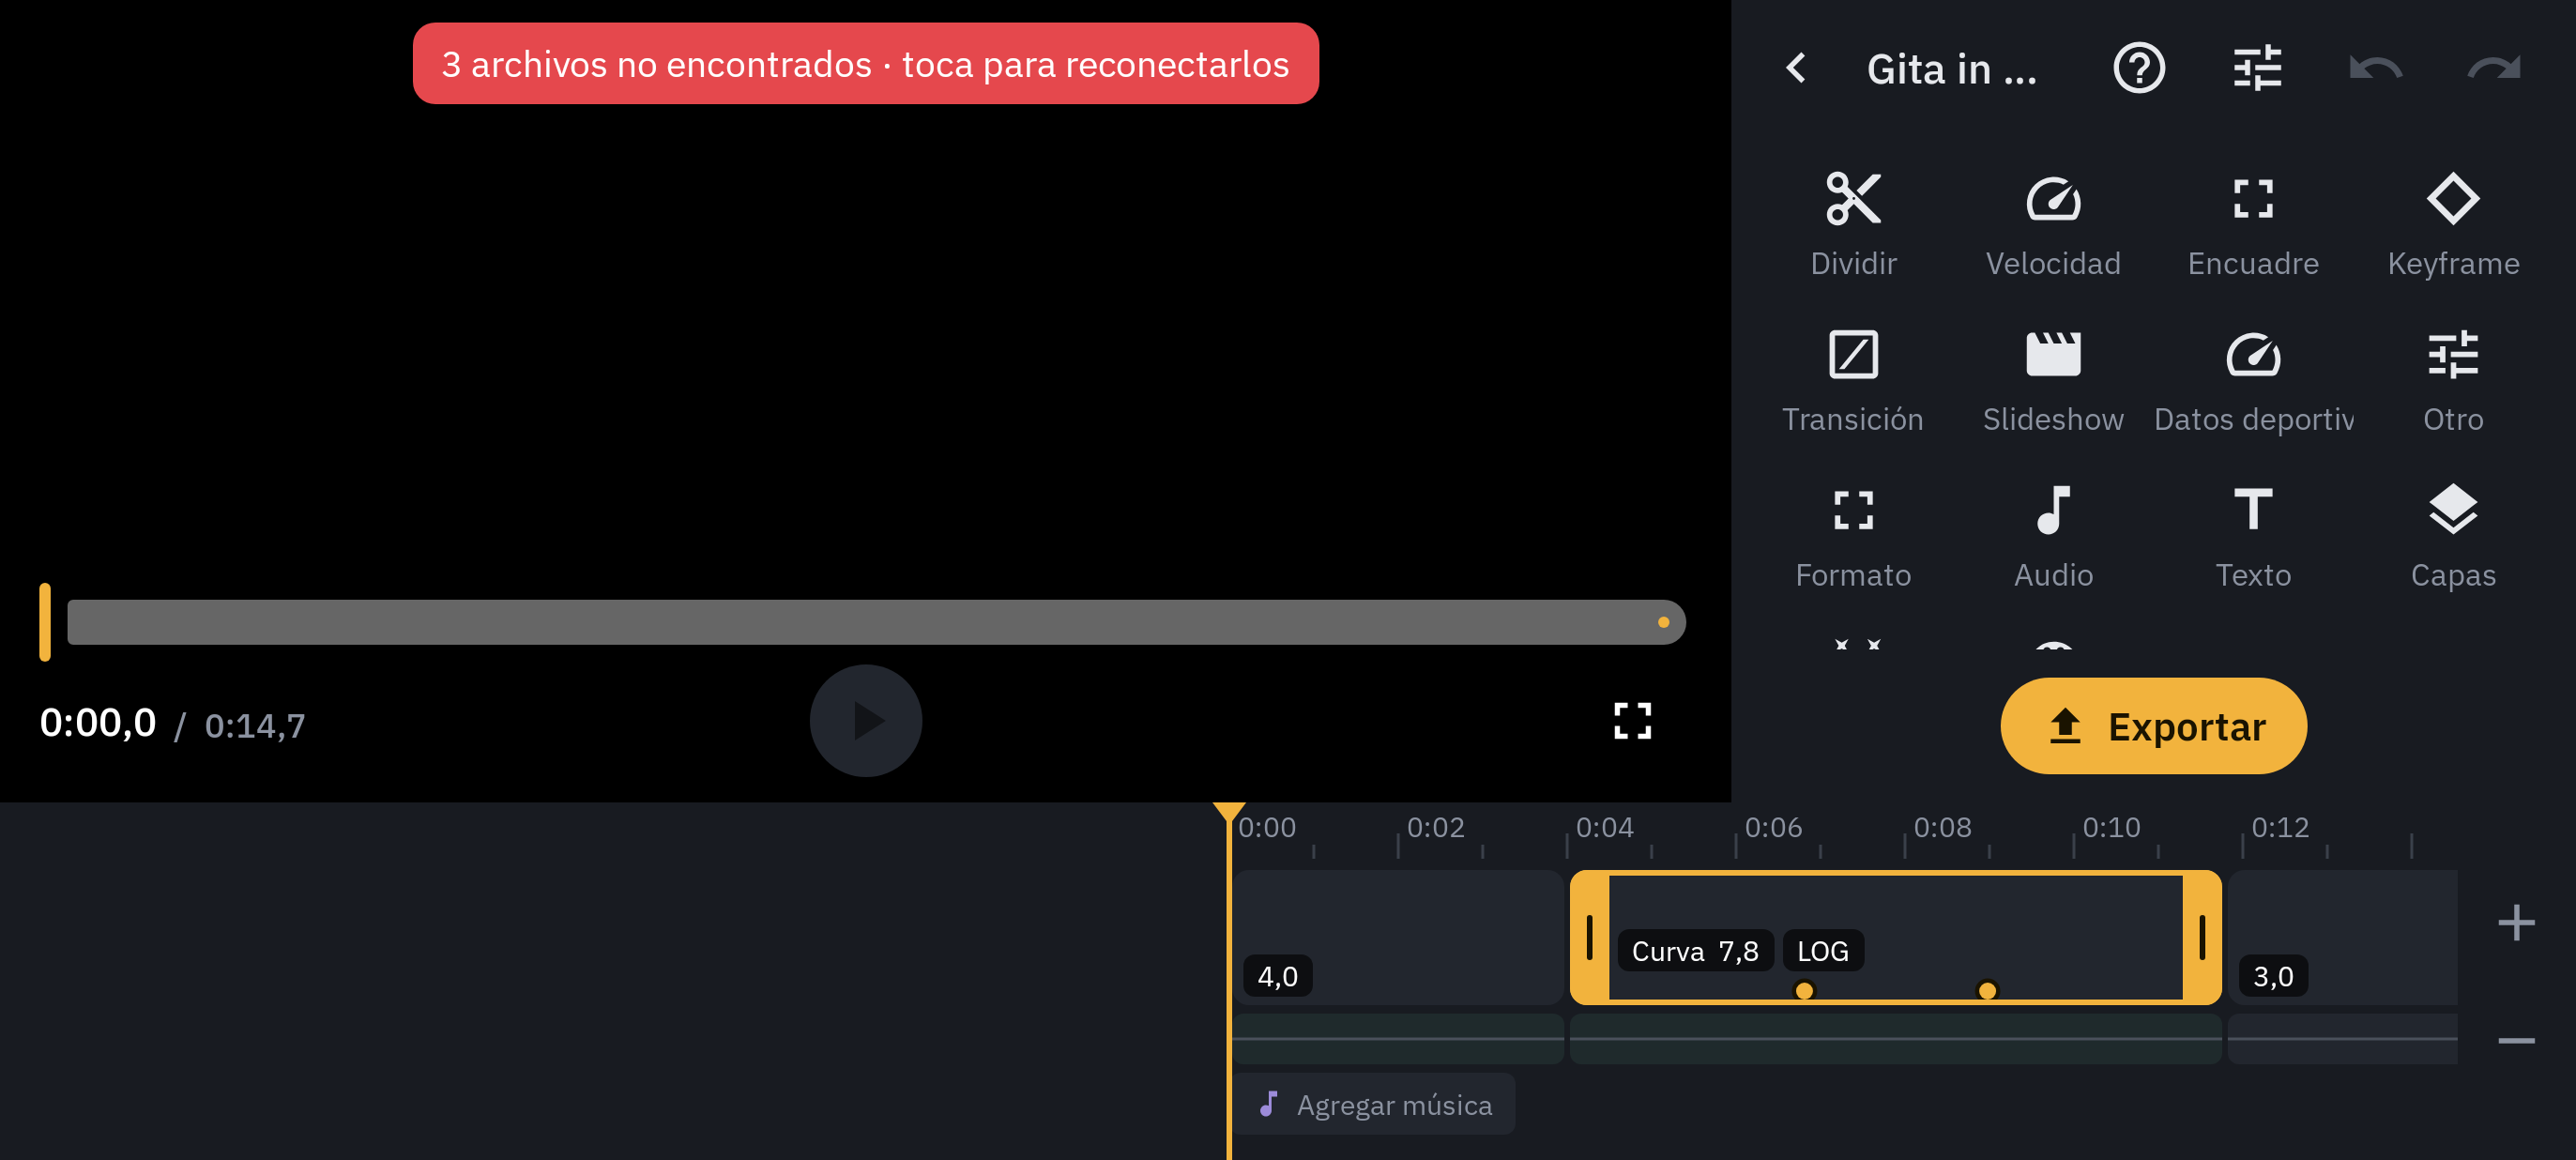 3 archivos no encontrados · toca para reconectarlos
Gita in ...
Dividir
Velocidad
Encuadre
Keyframe
Transición
Slideshow
Datos deportiv
Otro
Formato
Audio
Texto
Capas
0:00,0 / 0:14,7
Exportar
0:00 0:02 0:04 0:06 0:08 0:10 0:12
4,0
Curva 7,8 LOG
3,0
Agregar música